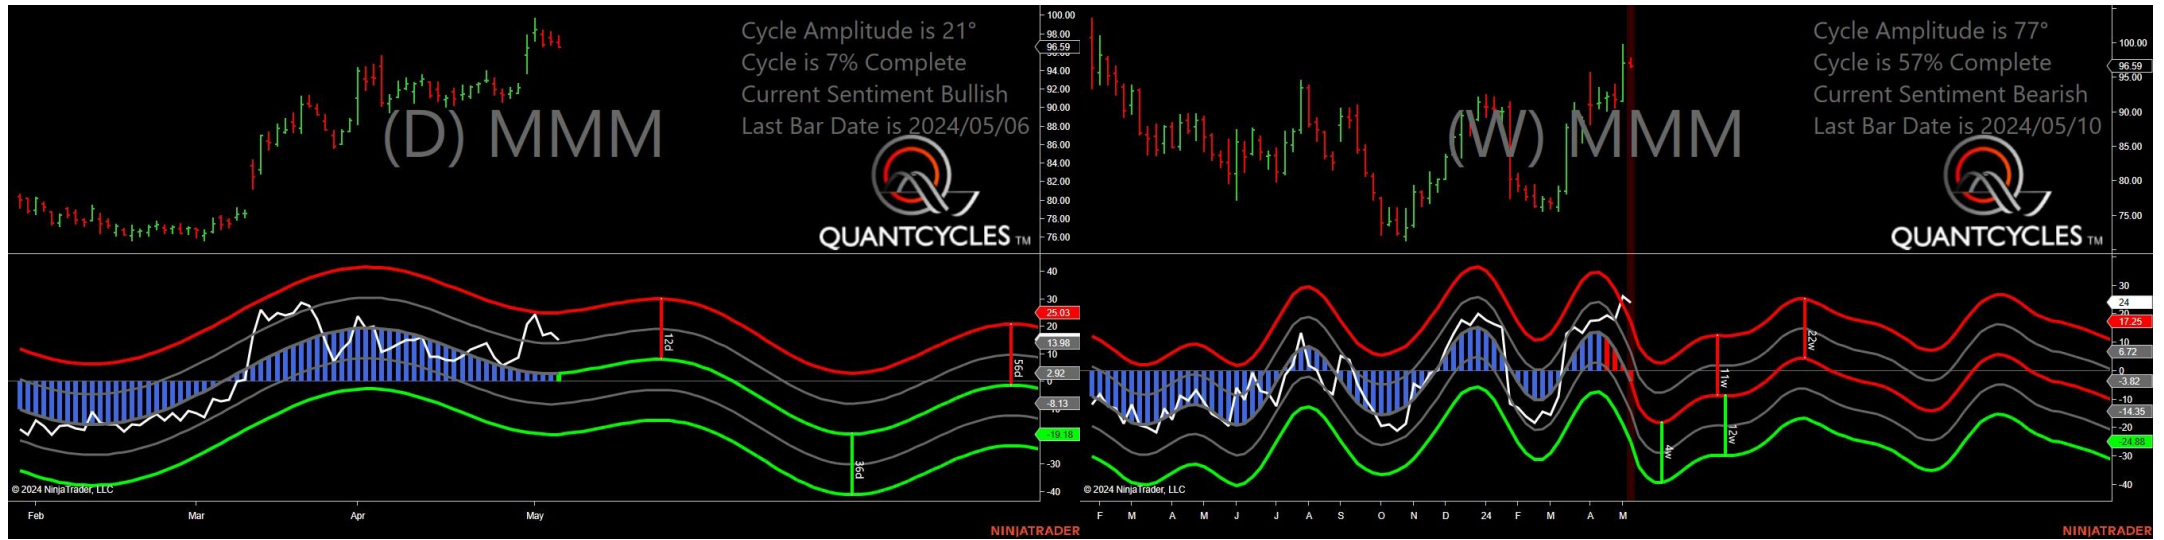 Cycle Amplitude is 21°
Cycle is 7% Complete
Current Sentiment Bullish
Last Bar Date is 2024/05/06
(D) MMM
QUANTCYCLES TM
100.00
98.00
96.59
94.00
92.00
90.00
88.00
86.00
84.00
82.00
80.00
78.00
76.00
40
30
25.03
20
13.98
10
2.92
0
-8.13
-19.18
-30
-40
12d
36d
56d
© 2024 NinjaTrader, LLC
Feb Mar Apr May
NINJATRADER
Cycle Amplitude is 77°
Cycle is 57% Complete
Current Sentiment Bearish
Last Bar Date is 2024/05/10
(W) MMM
QUANTCYCLES TM
100.00
96.59
95.00
90.00
85.00
80.00
75.00
30
24
17.25
10
6.72
0
-3.82
-10
-14.35
-20
-24.88
-30
-40
4w
11w
12w
22w
© 2024 NinjaTrader, LLC
F M A M J J A S O N D 24 F M A M
NINJATRADER